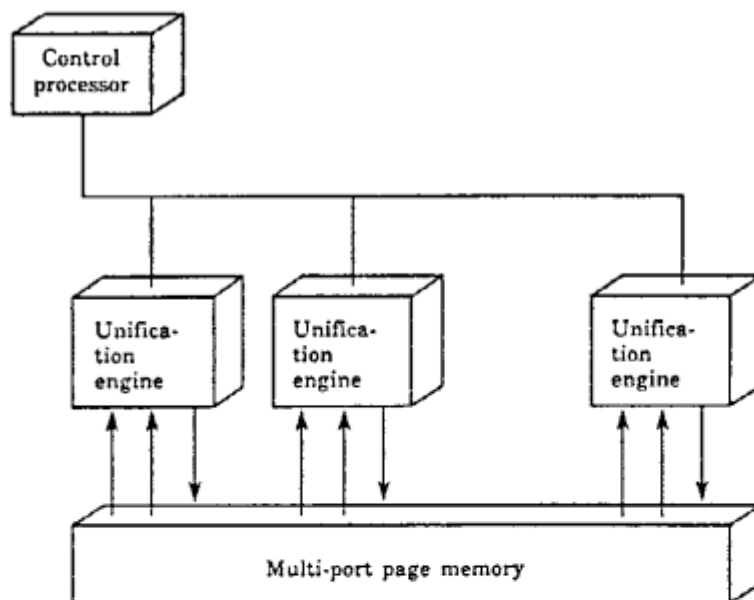 Control
processor
Unifica-
tion
engine
Unifica-
tion
engine
Unifica-
tion
engine
Multi-port page memory